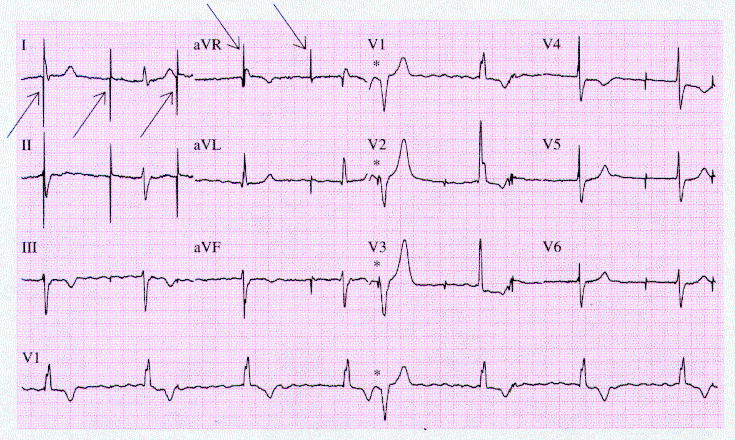 I aVR V1 V4
* 
II aVL V2 V5
*
III aVF V3 V6
*
V1
*